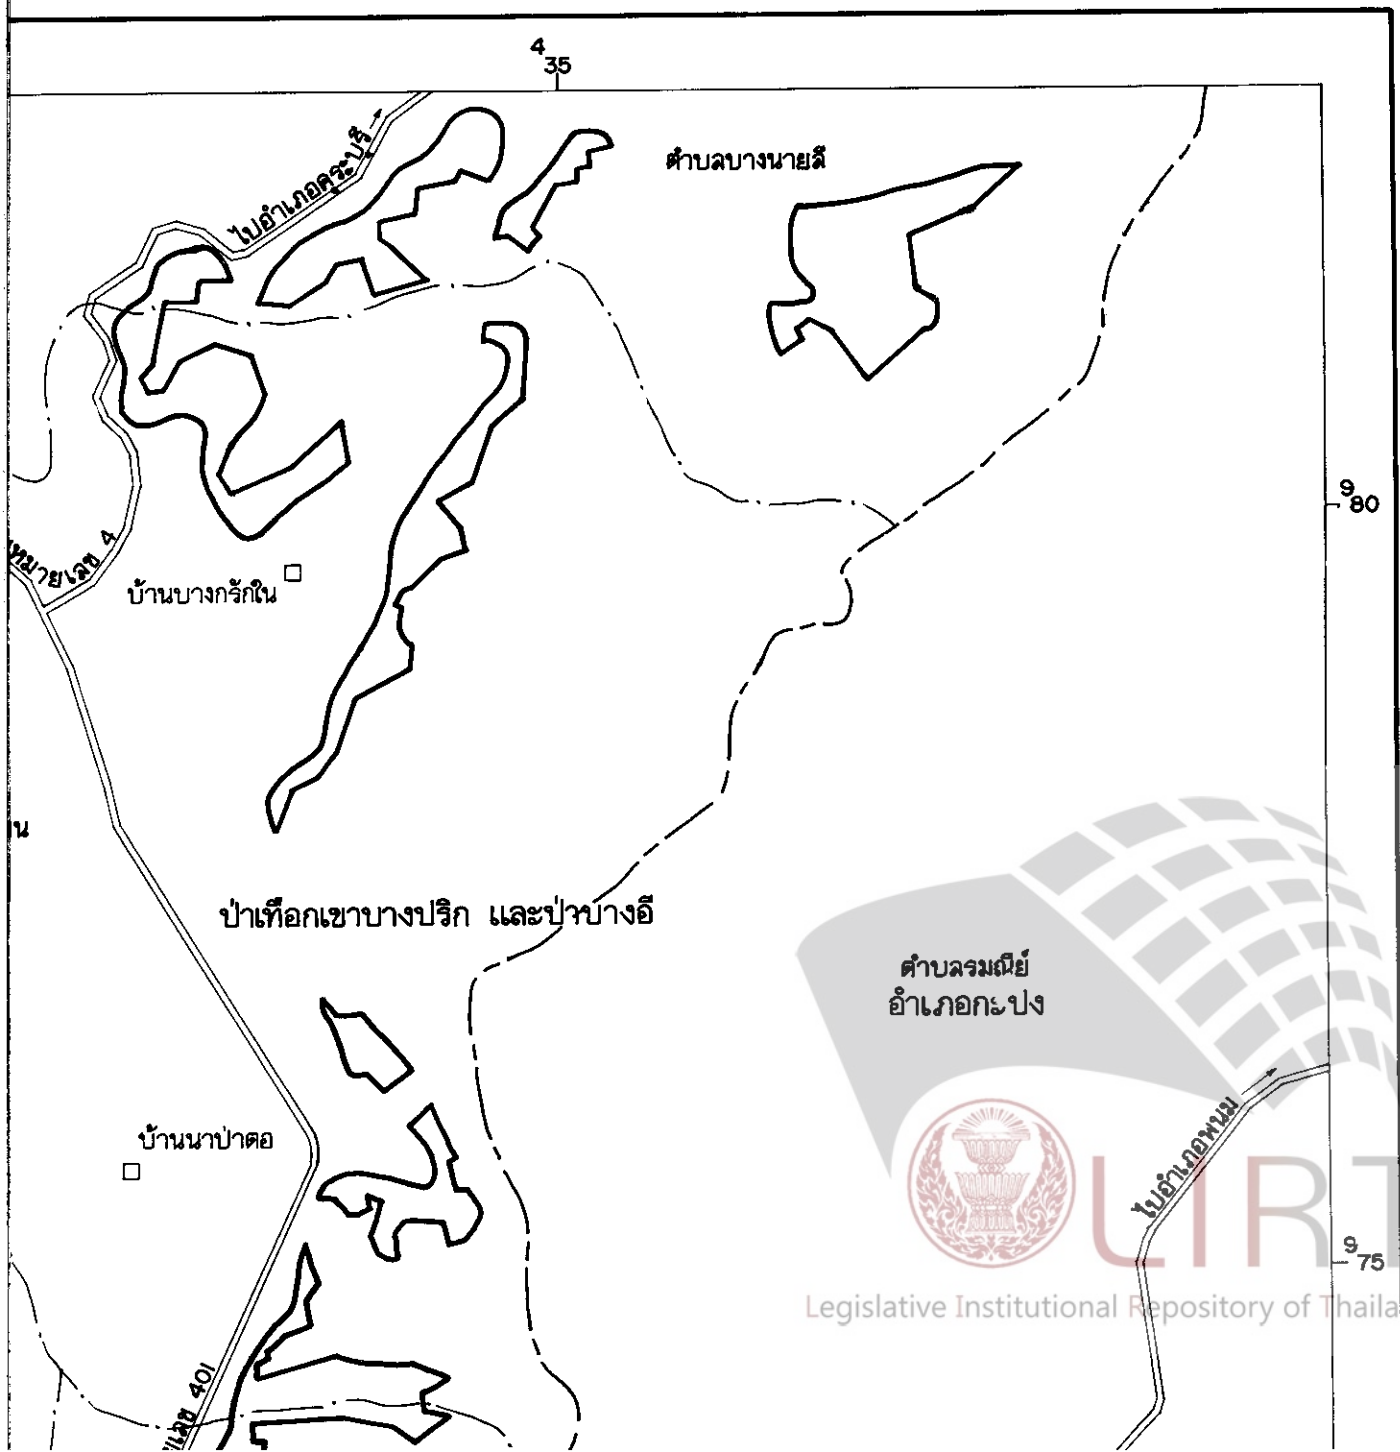 4
35
ไปอำเภอคุระบุรี
ตำบลบางนายสี
9
80
หมายเลข 4
บ้านบางกรักใน
น
ป่าเทือกเขาบางปริก และป่าบางอี
ตำบลรมณีย์
อำเภอกะปง
บ้านนาป่าตอ
ไปอำเภอพนม
LIRT
9
75
Legislative Institutional Repository of Thaila
เลข 401